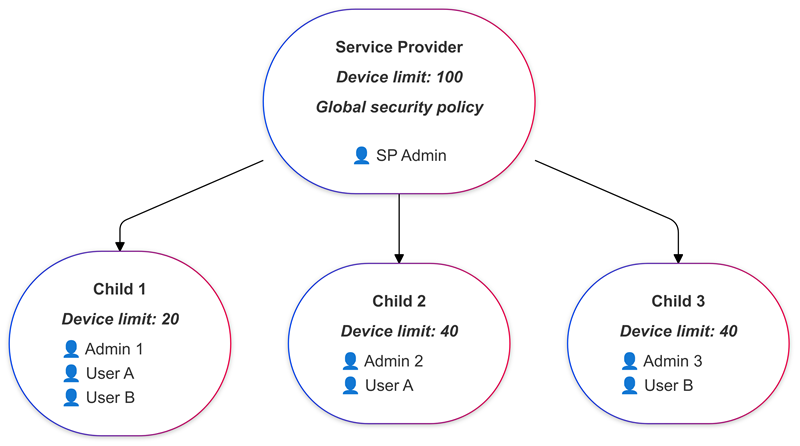 Service Provider
Device limit: 100
Global security policy
SP Admin
Child 1
Device limit: 20
Admin 1
User A
User B
Child 2
Device limit: 40
Admin 2
User A
Child 3
Device limit: 40
Admin 3
User B